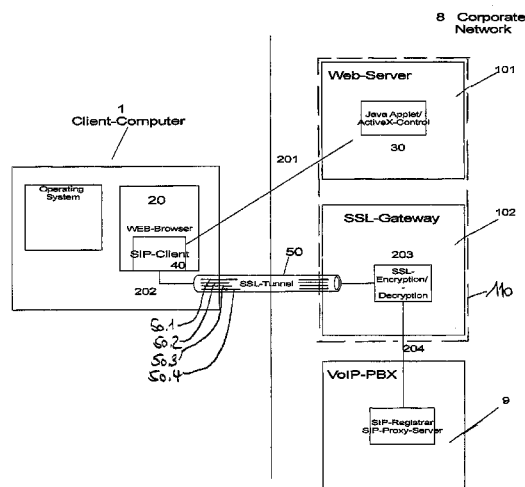 8 Corporate
Network
Web-Server
101
Java Applet/
ActiveX-Control
30
1
Client-Computer
201
Operating
System
20
WEB-Browser
SIP-Client
40
202
50
SSL-Tunnel
SSL-Gateway
102
203
SSL-
Encryption/
-
Decryption
110
50.1
50.2
50.3
50.4
204
VoIP-PBX
9
SIP-Registrar
SIP-Proxy-Server